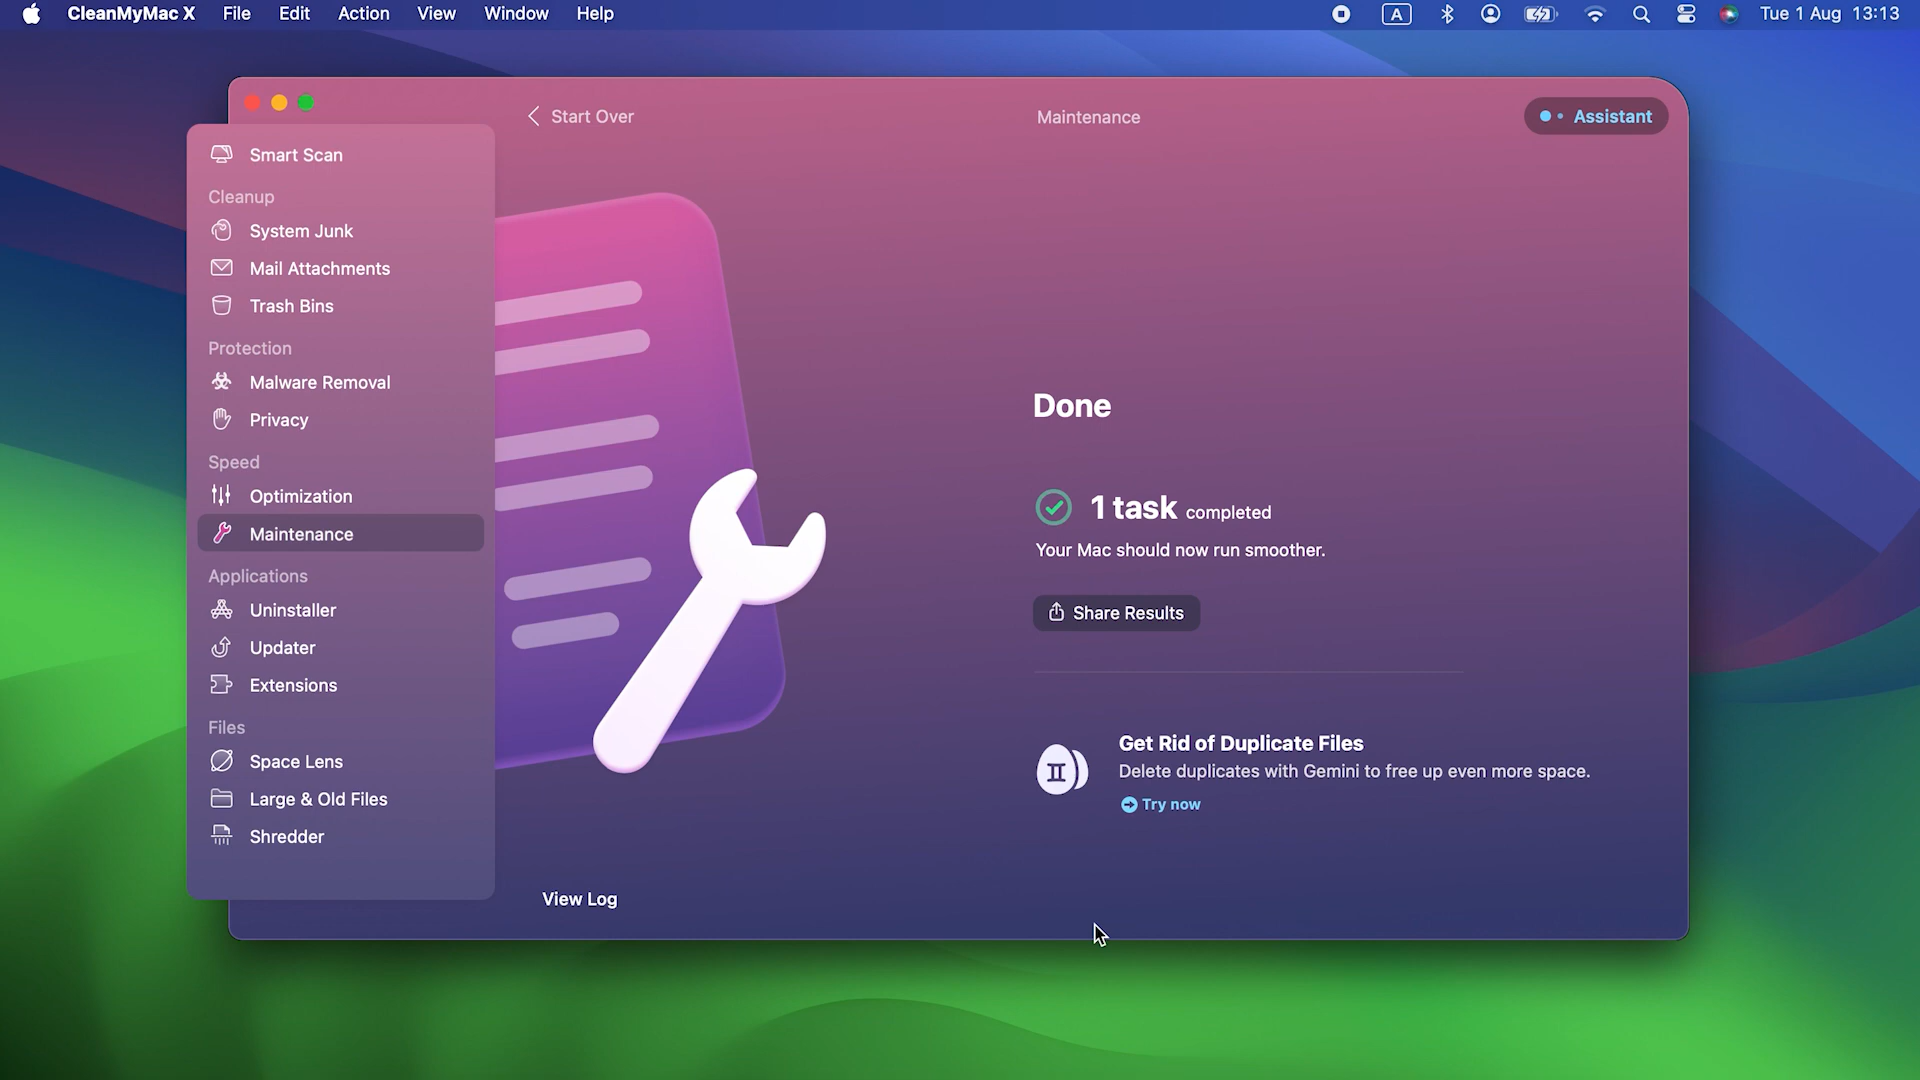 CleanMyMac X File Edit Action View Window Help A Tue 1 Aug 13:13
Start Over
Maintenance
Assistant
Smart Scan
Cleanup
System Junk
Mail Attachments
Trash Bins
Protection
Malware Removal
Privacy
Speed
Optimization
Maintenance
Applications
Uninstaller
Updater
Extensions
Files
Space Lens
Large & Old Files
Shredder
Done
1 task completed
Your Mac should now run smoother.
Share Results
Get Rid of Duplicate Files
Delete duplicates with Gemini to free up even more space.
Try now
View Log